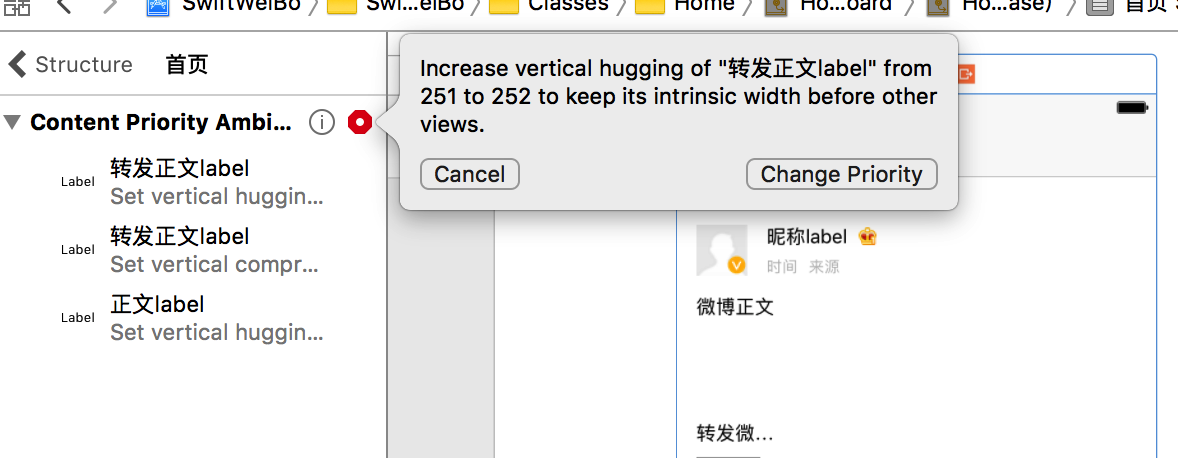 SwiftWeiBo
Swi...eiBo
Classes
Home
Ho...oard
Ho...ase)
首页
Structure
首页
Content Priority Ambi...
Increase vertical hugging of "转发正文label" from
251 to 252 to keep its intrinsic width before other
views.
Cancel
Change Priority
Label
转发正文label
Set vertical huggin...
Label
转发正文label
Set vertical compr...
Label
正文label
Set vertical huggin...
昵称label
时间 来源
微博正文
转发微...